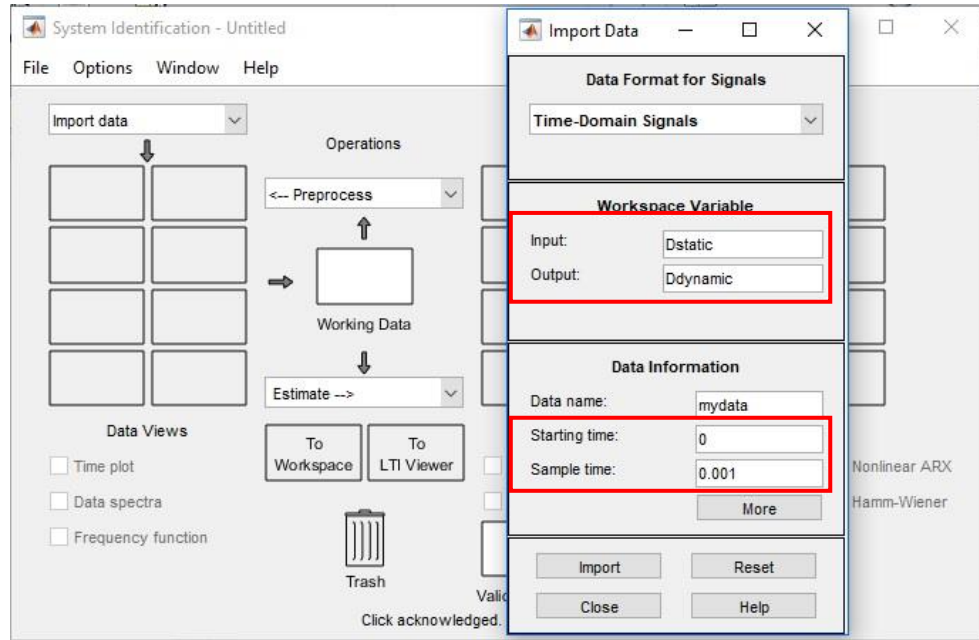 System Identification - Untitled
File Options Window Help
Import data
Operations
<-- Preprocess
Working Data
Estimate -->
Data Views
Time plot
Data spectra
Frequency function
To Workspace
To LTI Viewer
Trash
Click acknowledged.
Nonlinear ARX
Hamm-Wiener
Import Data
Data Format for Signals
Time-Domain Signals
Workspace Variable
Input: Dstatic
Output: Ddynamic
Data Information
Data name: mydata
Starting time: 0
Sample time: 0.001
More
Import Reset
Close Help